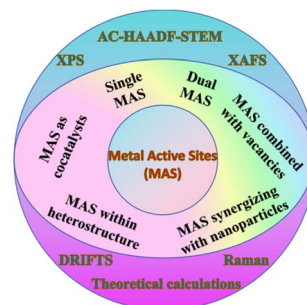 AC-HAADF-STEM
XPS
XAFS
Single
MAS
Dual
MAS
MAS as
cocatalysts
MAS combined
with vacancies
Metal Active Sites
(MAS)
MAS within
heterostructure
MAS synergizing
with nanoparticles
DRIFTS
Raman
Theoretical calculations